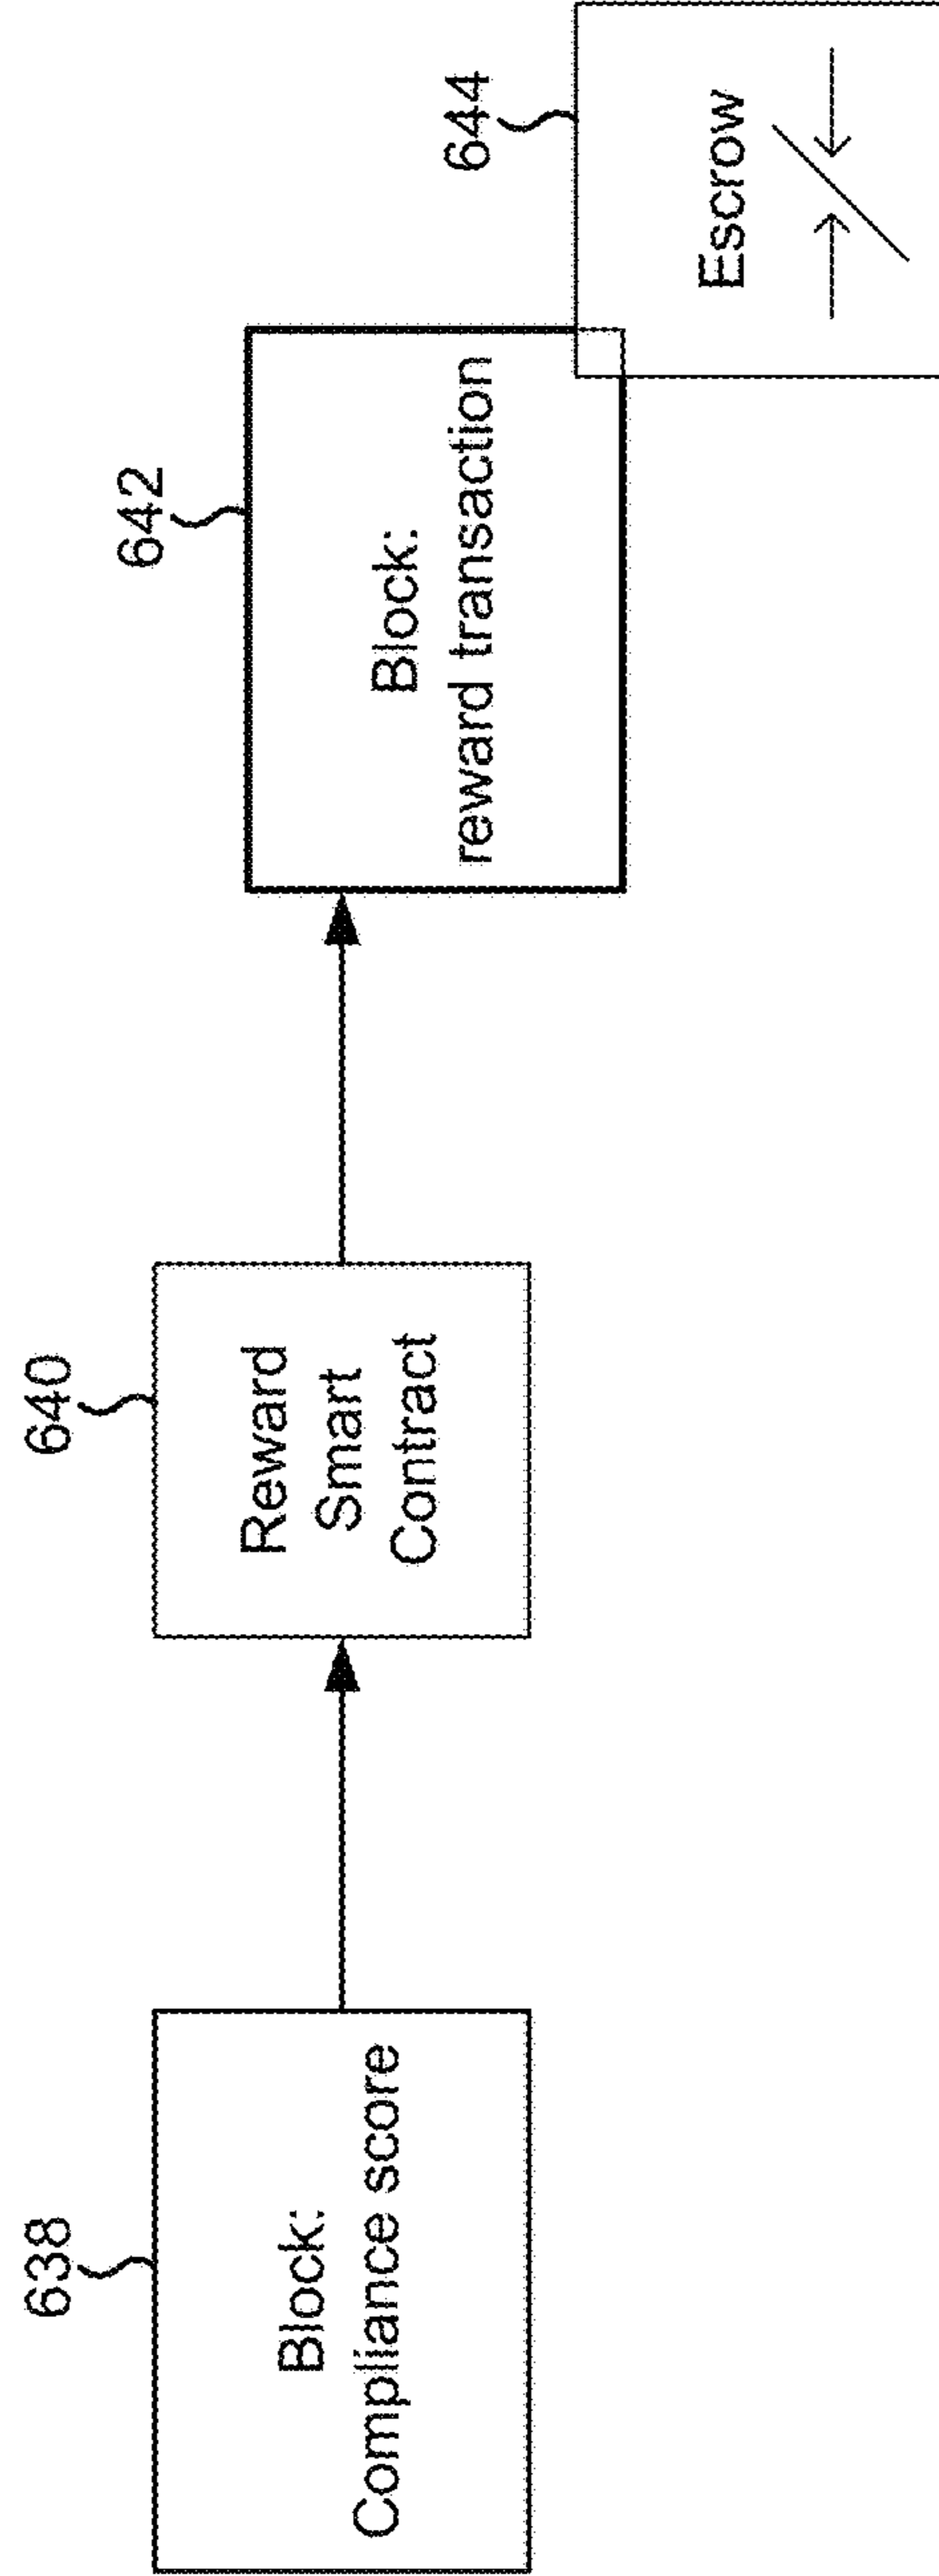 638
Block:
Compliance score
640
Reward
Smart
Contract
642
Block:
reward transaction
644
Escrow